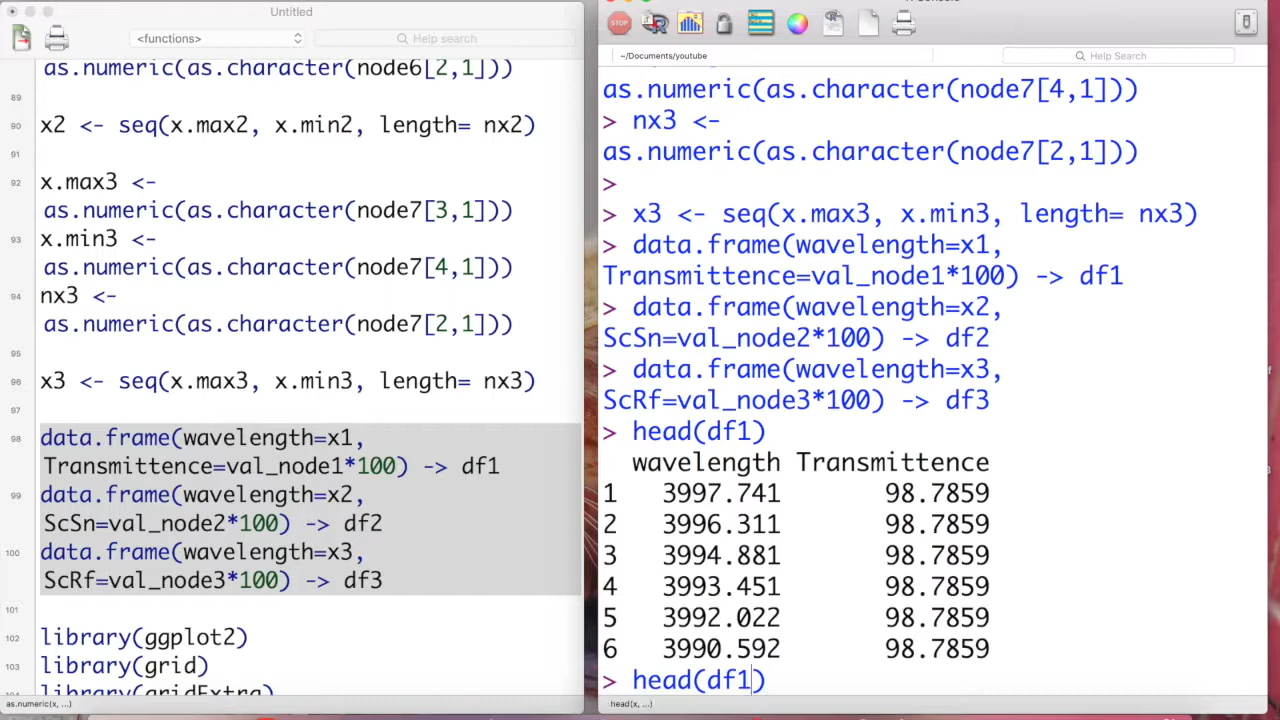 Untitled
<functions>
Help search
as.numeric(as.character(node6[2,1]))
89
90 x2 <- seq(x.max2, x.min2, length= nx2)
91
92 x.max3 <-
as.numeric(as.character(node7[3,1]))
93 x.min3 <-
as.numeric(as.character(node7[4,1]))
94 nx3 <-
as.numeric(as.character(node7[2,1]))
95
96 x3 <- seq(x.max3, x.min3, length= nx3)
97
98 data.frame(wavelength=x1,
Transmittence=val_node1*100) -> df1
99 data.frame(wavelength=x2,
ScSn=val_node2*100) -> df2
100 data.frame(wavelength=x3,
ScRf=val_node3*100) -> df3
101
102 library(ggplot2)
103 library(grid)
library(gridExtra)
as.numeric(x, ...)
STOP
~/Documents/youtube
Help Search
as.numeric(as.character(node7[4,1]))
> nx3 <-
as.numeric(as.character(node7[2,1]))
>
> x3 <- seq(x.max3, x.min3, length= nx3)
> data.frame(wavelength=x1,
Transmittence=val_node1*100) -> df1
> data.frame(wavelength=x2,
ScSn=val_node2*100) -> df2
> data.frame(wavelength=x3,
ScRf=val_node3*100) -> df3
> head(df1)
wavelength Transmittence
1 3997.741 98.7859
2 3996.311 98.7859
3 3994.881 98.7859
4 3993.451 98.7859
5 3992.022 98.7859
6 3990.592 98.7859
> head(df1)
head(x, ...)